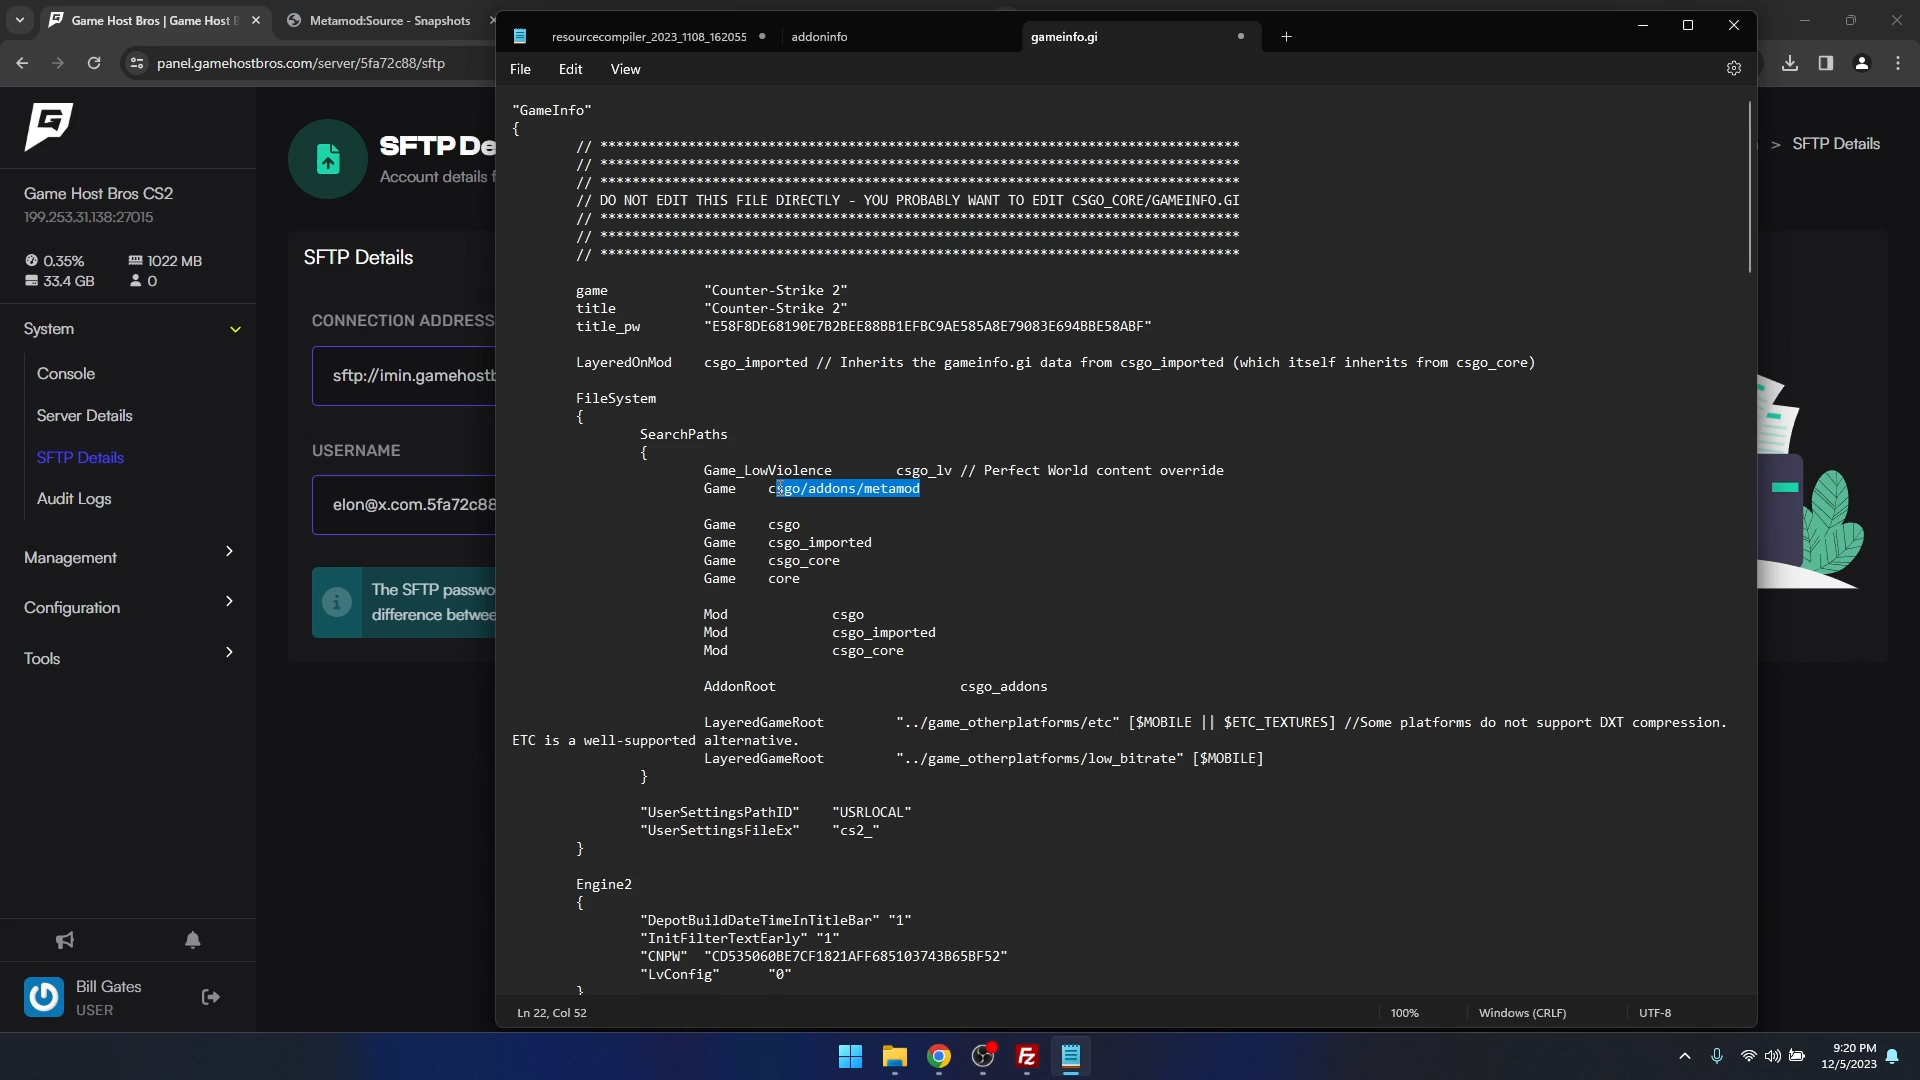 Game Host Bros | Game Host B
Metamod:Source - Snapshots
panel.gamehostbros.com/server/5fa72c88/sftp
Game Host Bros CS2
199.253.31.138:27015
0.35%
1022 MB
33.4 GB
0
System
Console
Server Details
SFTP Details
Audit Logs
Management
Configuration
Tools
Bill Gates
USER
SFTP De
Account details f
SFTP Details
CONNECTION ADDRESS
sftp://imin.gamehostb
USERNAME
elon@x.com.5fa72c88
The SFTP passwo
difference betwee
> SFTP Details
resourcecompiler_2023_1108_162055
addoninfo
gameinfo.gi
File Edit View
"GameInfo"
{
// ********************************************************************************
// ********************************************************************************
// ********************************************************************************
// DO NOT EDIT THIS FILE DIRECTLY - YOU PROBABLY WANT TO EDIT CSGO_CORE/GAMEINFO.GI
// ********************************************************************************
// ********************************************************************************
// ********************************************************************************
game "Counter-Strike 2"
title "Counter-Strike 2"
title_pw "E58F8DE68190E7B2BEE88BB1EFBC9AE585A8E79083E694BBE58ABF"
LayeredOnMod csgo_imported // Inherits the gameinfo.gi data from csgo_imported (which itself inherits from csgo_core)
FileSystem
{
SearchPaths
{
Game_LowViolence csgo_lv // Perfect World content override
Game csgo/addons/metamod
Game csgo
Game csgo_imported
Game csgo_core
Game core
Mod csgo
Mod csgo_imported
Mod csgo_core
AddonRoot csgo_addons
LayeredGameRoot "../game_otherplatforms/etc" [$MOBILE || $ETC_TEXTURES] //Some platforms do not support DXT compression.
ETC is a well-supported alternative.
LayeredGameRoot "../game_otherplatforms/low_bitrate" [$MOBILE]
}
"UserSettingsPathID" "USRLOCAL"
"UserSettingsFileEx" "cs2_"
}
Engine2
{
"DepotBuildDateTimeInTitleBar" "1"
"InitFilterTextEarly" "1"
"CNPW" "CD535060BE7CF1821AFF685103743B65BF52"
"LvConfig" "0"
}
Ln 22, Col 52
100%
Windows (CRLF)
UTF-8
9:20 PM
12/5/2023